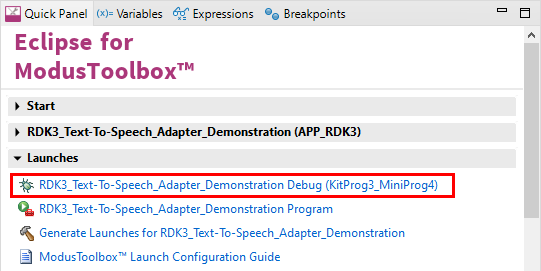 Quick Panel (x)= Variables Expressions Breakpoints
Eclipse for
ModusToolbox™
Start
RDK3_Text-To-Speech_Adapter_Demonstration (APP_RDK3)
Launches
RDK3_Text-To-Speech_Adapter_Demonstration Debug (KitProg3_MiniProg4)
RDK3_Text-To-Speech_Adapter_Demonstration Program
Generate Launches for RDK3_Text-To-Speech_Adapter_Demonstration
ModusToolbox™ Launch Configuration Guide